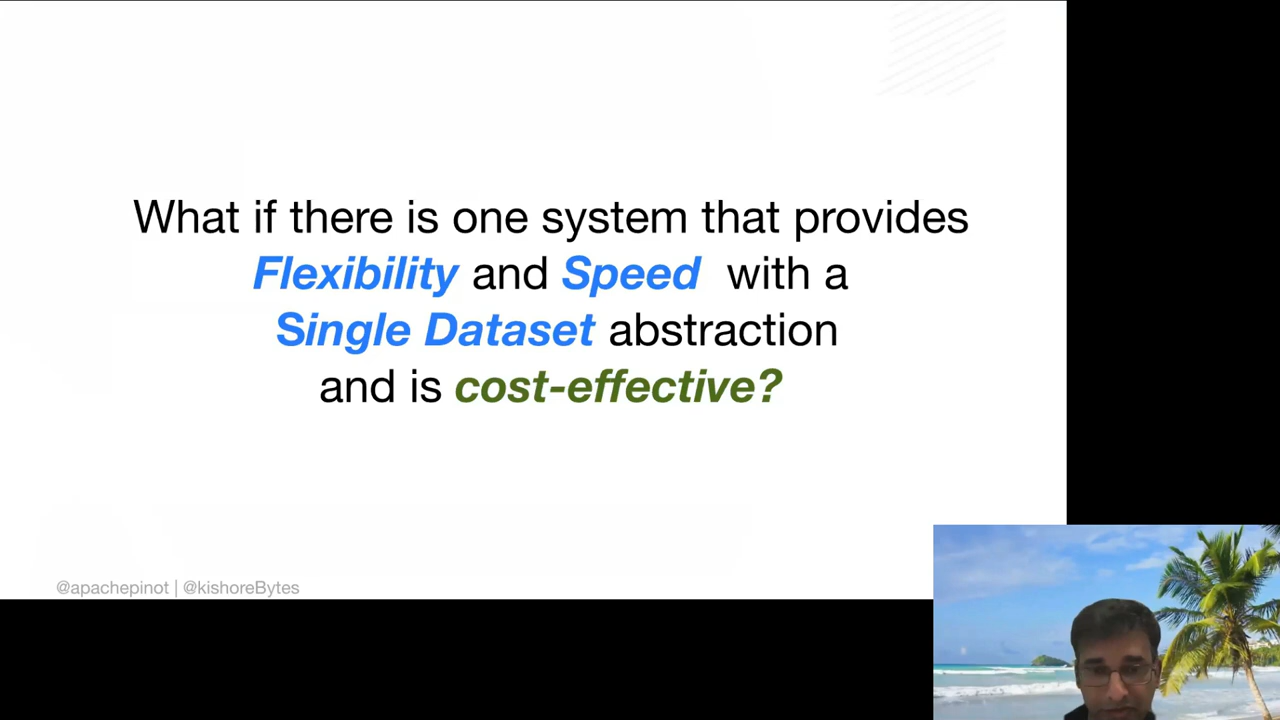 What if there is one system that provides
Flexibility and Speed with a
Single Dataset abstraction
and is cost-effective?
@apachepinot | @kishoreBytes